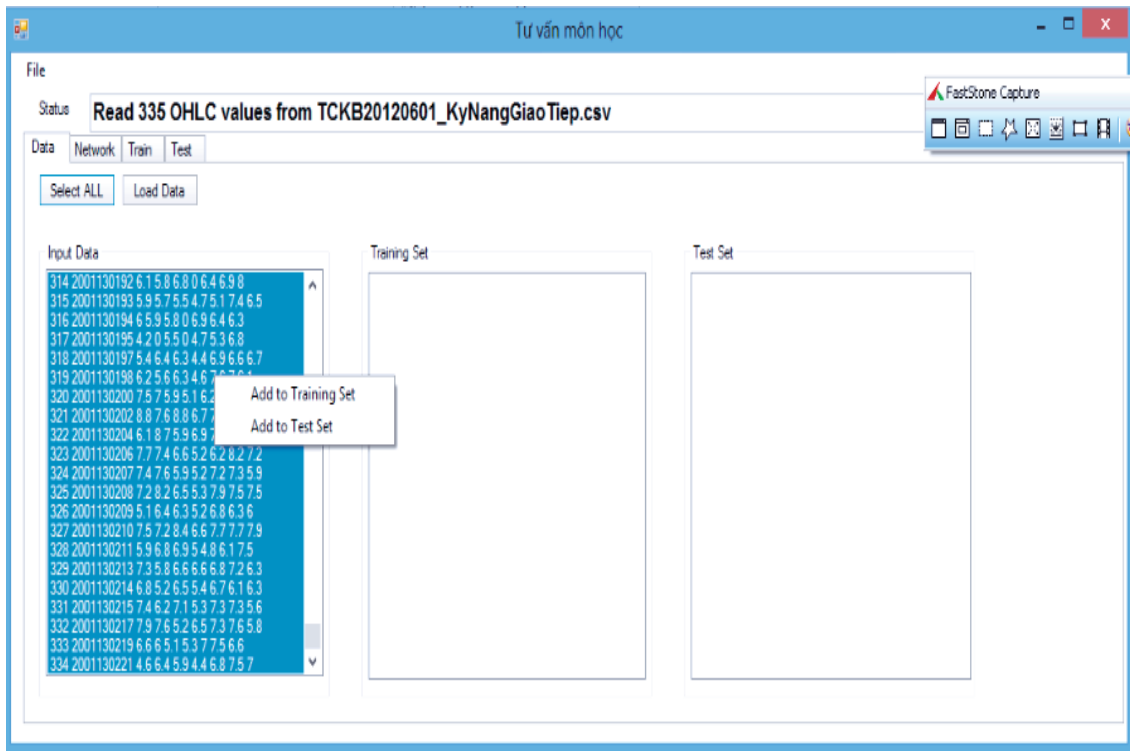 Tư vấn môn học
File
Status Read 335 OHLC values from TCKB20120601_KyNangGiaoTiep.csv
FastStone Capture
Data Network Train Test
Select ALL Load Data
Input Data Training Set Test Set
314 2001130192 6.1 5.8 6.8 0 6.4 6.9 8
315 2001130193 5.9 5.7 5.5 4.7 5.1 7.4 6.5
316 2001130194 6 5.9 5.8 0 6.9 6.4 6.3
317 2001130195 4.2 0 5.5 0 4.7 5.3 6.8
318 2001130197 5.4 6.4 6.3 4.4 6.9 6.6 6.7
319 2001130198 6.2 5.6 6.3 4.6
320 2001130200 7.5 7 5.9 5.1 6.2
321 2001130202 8.8 7.6 8.8 6.7
322 2001130204 6.1 8 7 5.9 6.9
323 2001130206 7.7 7.4 6.6 5.2 6.2 8.2 7.2
324 2001130207 7.4 7.6 5.9 5.2 7.2 7.3 5.9
325 2001130208 7.2 8.2 6.5 5.3 7.9 7.5 7.5
326 2001130209 5.1 6.4 6.3 5.2 6.8 6.3 6
327 2001130210 7.5 7.2 8.4 6.6 7.7 7.7 7.9
328 2001130211 5.9 6.8 6.9 5 4.8 6.1 7.5
329 2001130213 7.3 5.8 6.6 6.6 6.8 7.2 6.3
330 2001130214 6.8 5.2 6.5 5.4 6.7 6.1 6.3
331 2001130215 7.4 6.2 7.1 5.3 7.3 7.3 5.6
332 2001130217 7.9 7.6 5.2 6.5 7.3 7.6 5.8
333 2001130219 6.6 6 5.1 5.3 7 7.5 6.6
334 2001130221 4.6 6.4 5.9 4.4 6.8 7.5 7
Add to Training Set
Add to Test Set